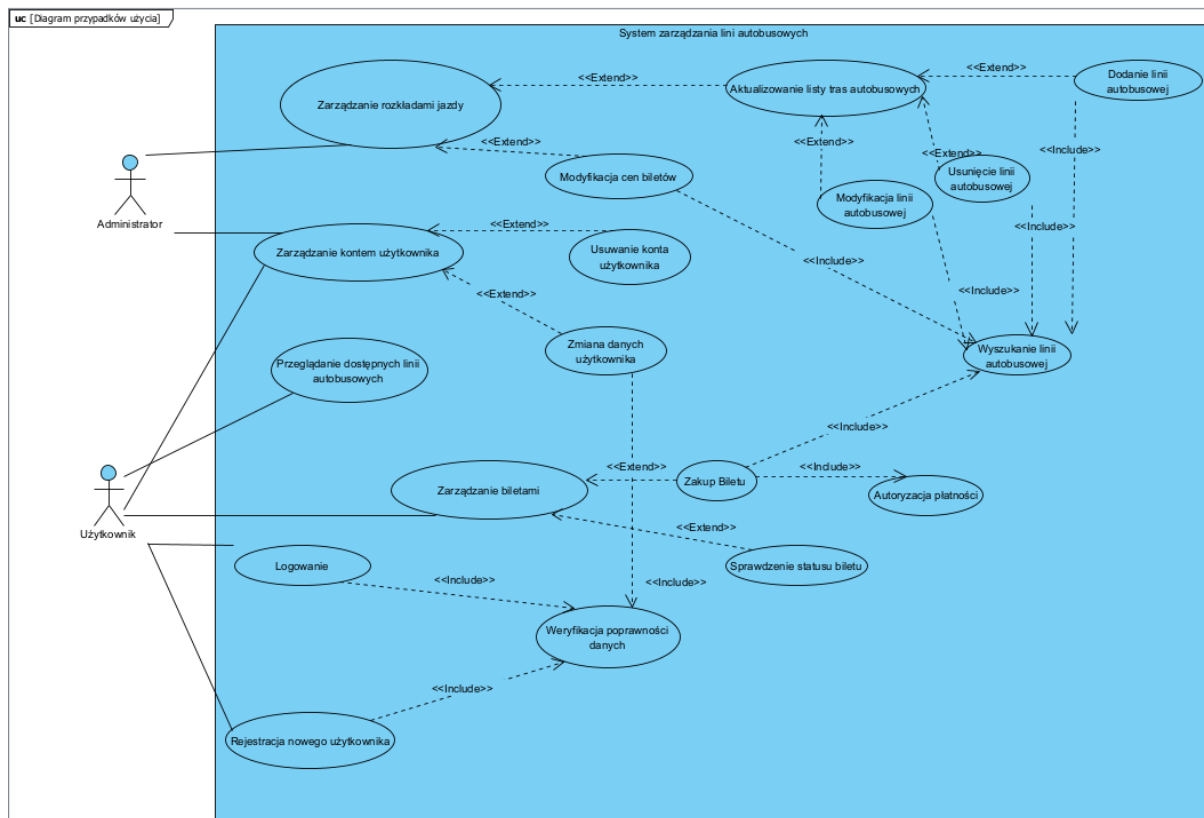 uc [Diagram przypadków użycia]
System zarządzania lini autobusowych
Zarządzanie rozkładami jazdy
<<Extend>>
Aktualizowanie listy tras autobusowych
<<Extend>>
Dodanie linii
autobusowej
<<Extend>>
<<Extend>>
<<Extend>>
<<Include>>
Administrator
Modyfikacja cen biletów
Modyfikacja linii
autobusowej
Usunięcie linii
autobusowej
Zarządzanie kontem użytkownika
<<Extend>>
Usuwanie konta
użytkownika
<<Include>>
<<Include>>
<<Include>>
<<Extend>>
Zmiana danych
użytkownika
Wyszukanie linii
autobusowej
Przeglądanie dostępnych linii
autobusowych
<<Include>>
Użytkownik
Zarządzanie biletami
<<Extend>>
Zakup Biletu
<<Include>>
Autoryzacja płatności
<<Extend>>
Sprawdzenie statusu biletu
Logowanie
<<Include>>
<<Include>>
Weryfikacja poprawności
danych
<<Include>>
Rejestracja nowego użytkownika